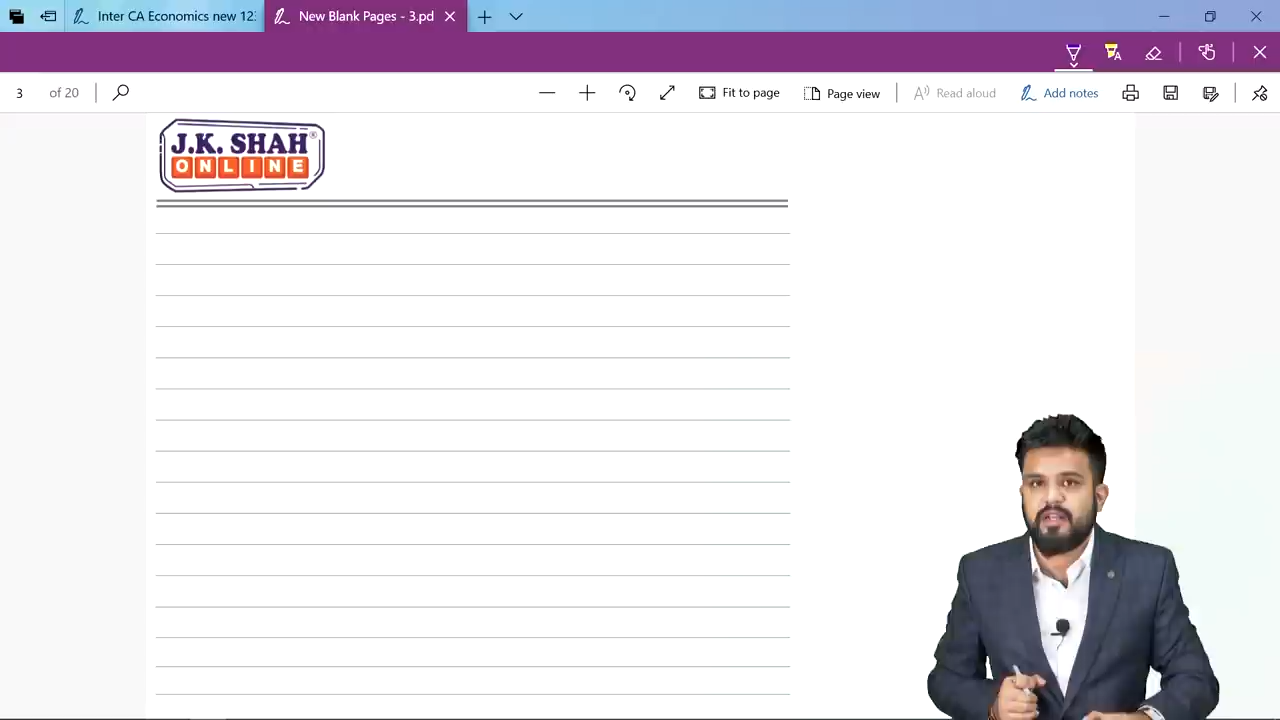 Inter CA Economics new 12
New Blank Pages - 3.pd
3 of 20
Fit to page
Page view
Read aloud
Add notes
J.K. SHAH®
ONLINE